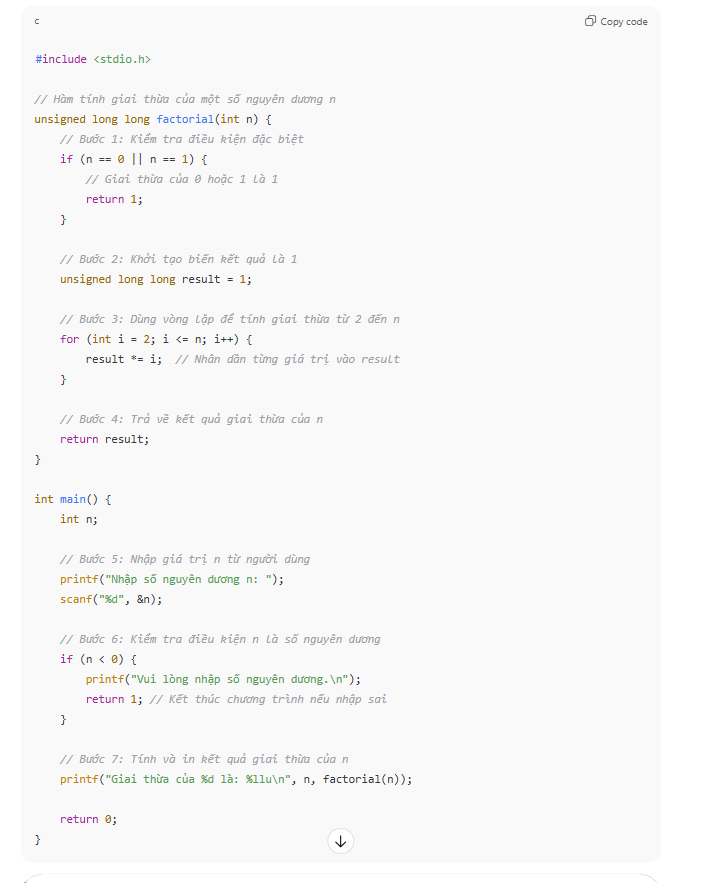 c
Copy code
#include <stdio.h>
// Hàm tính giai thừa của một số nguyên dương n
unsigned long long factorial(int n) {
    // Bước 1: Kiểm tra điều kiện đặc biệt
    if (n == 0 || n == 1) {
        // Giai thừa của 0 hoặc 1 là 1
        return 1;
    }
    // Bước 2: Khởi tạo biến kết quả là 1
    unsigned long long result = 1;
    // Bước 3: Dùng vòng lặp để tính giai thừa từ 2 đến n
    for (int i = 2; i <= n; i++) {
        result *= i;  // Nhân dần từng giá trị vào result
    }
    // Bước 4: Trả về kết quả giai thừa của n
    return result;
}
int main() {
    int n;
    // Bước 5: Nhập giá trị n từ người dùng
    printf("Nhập số nguyên dương n: ");
    scanf("%d", &n);
    // Bước 6: Kiểm tra điều kiện n là số nguyên dương
    if (n < 0) {
        printf("Vui lòng nhập số nguyên dương.\n");
        return 1; // Kết thúc chương trình nếu nhập sai
    }
    // Bước 7: Tính và in kết quả giai thừa của n
    printf("Giai thừa của %d là: %llu\n", n, factorial(n));
    return 0;
}